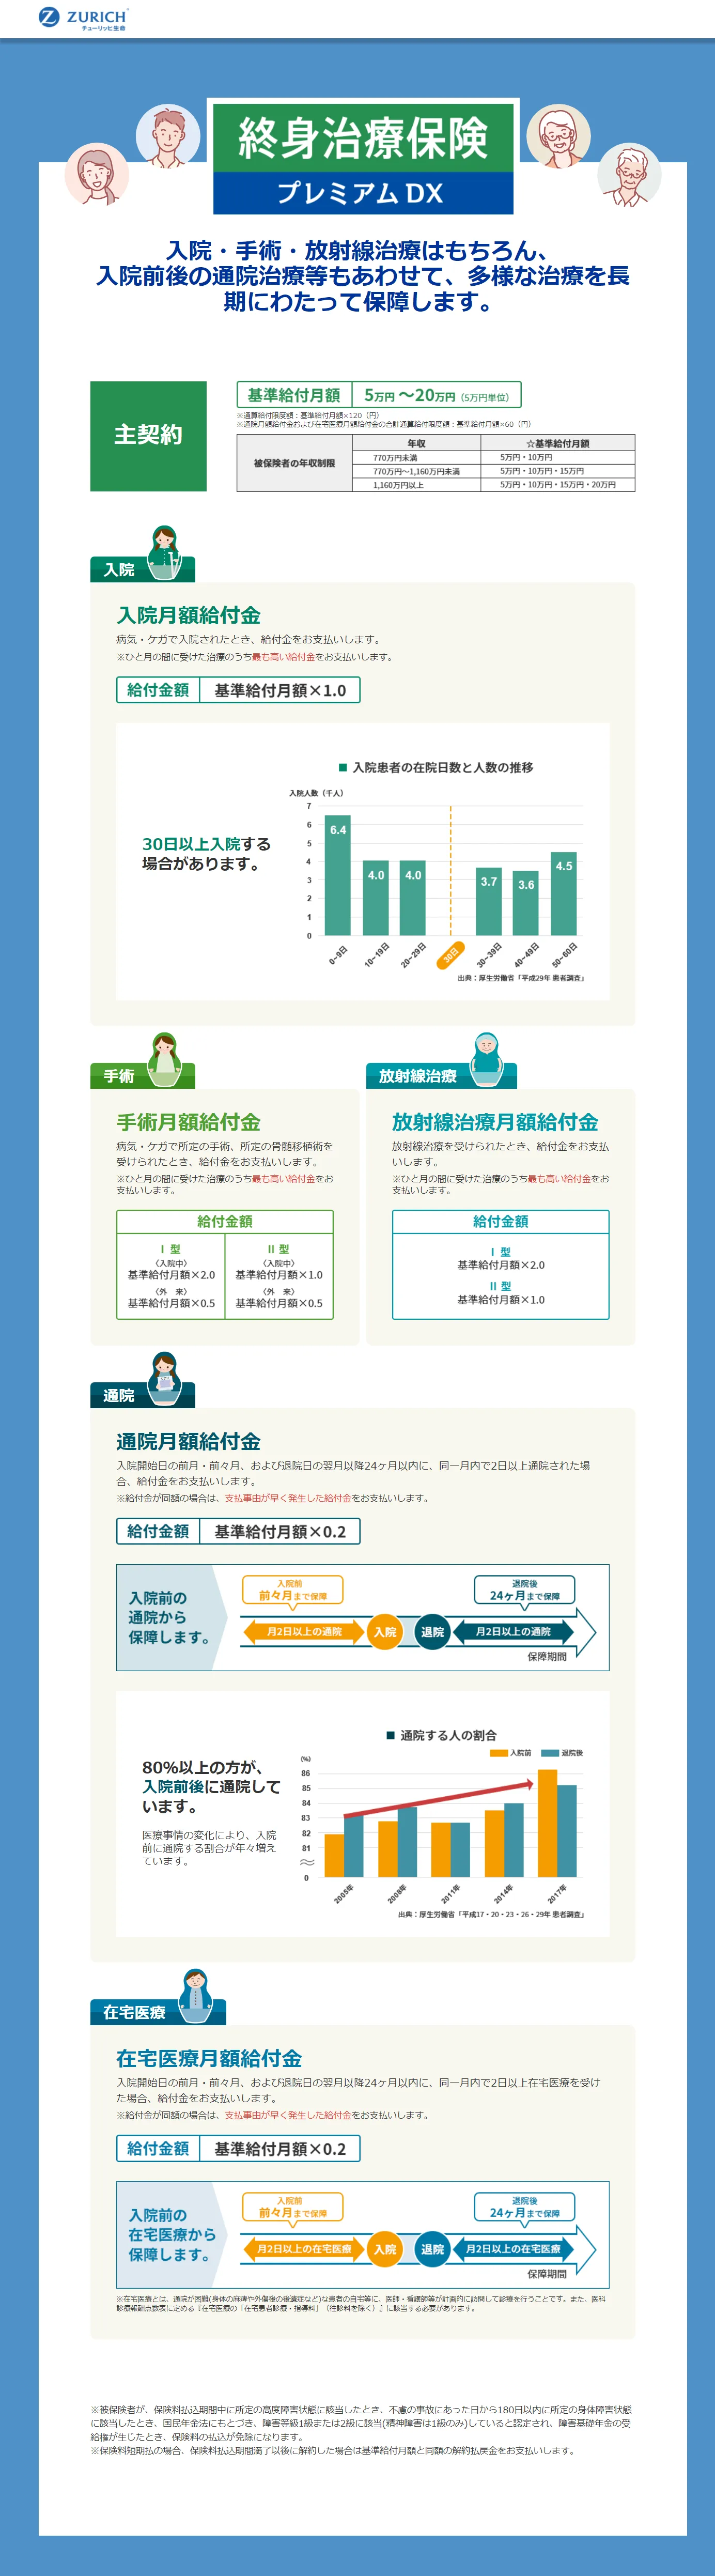 ZURICH
チューリッヒ生命
終身治療保険
プレミアム DX
入院・手術・放射線治療はもちろん、
入院前後の通院治療等もあわせて、多様な治療を長
期にわたって保障します。
主契約
基準給付月額 5万円 〜20万円 (5万円単位)
※通算給付限度額：基準給付月額×120（円）
※通院月額給付金および在宅医療月額給付金の合計通算給付限度額：基準給付月額×60（円）
被保険者の年収制限
年収 ☆基準給付月額
770万円未満 5万円・10万円
770万円〜1,160万円未満 5万円・10万円・15万円
1,160万円以上 5万円・10万円・15万円・20万円
入院
入院月額給付金
病気・ケガで入院されたとき、給付金をお支払いします。
※ひと月の間に受けた治療のうち最も高い給付金をお支払いします。
給付金額 基準給付月額×1.0
30日以上入院する
場合があります。
■ 入院患者の在院日数と人数の推移
入院人数（千人）
7
6
5
4
3
2
1
0
6.4
4.0
4.0
3.7
3.6
4.5
0~9日
10~19日
20~29日
30日
30~39日
40~49日
50~60日
出典：厚生労働省「平成29年 患者調査」
手術
手術月額給付金
病気・ケガで所定の手術、所定の骨髄移植術を
受けられたとき、給付金をお支払いします。
※ひと月の間に受けた治療のうち最も高い給付金をお
支払いします。
給付金額
I 型
〈入院中〉
基準給付月額×2.0
〈外　来〉
基準給付月額×0.5
II 型
〈入院中〉
基準給付月額×1.0
〈外　来〉
基準給付月額×0.5
放射線治療
放射線治療月額給付金
放射線治療を受けられたとき、給付金をお支払
いします。
※ひと月の間に受けた治療のうち最も高い給付金をお
支払いします。
給付金額
I 型
基準給付月額×2.0
II 型
基準給付月額×1.0
通院
通院月額給付金
入院開始日の前月・前々月、および退院日の翌月以降24ヶ月以内に、同一月内で2日以上通院された場
合、給付金をお支払いします。
※給付金が同額の場合は、支払事由が早く発生した給付金をお支払いします。
給付金額 基準給付月額×0.2
入院前の
通院から
保障します。
入院前
前々月まで保障
退院後
24ヶ月まで保障
月2日以上の通院 入院 退院 月2日以上の通院
保障期間
80%以上の方が、
入院前後に通院して
います。
医療事情の変化により、入院
前に通院する割合が年々増え
ています。
■ 通院する人の割合
入院前 退院後
(%)
86
85
84
83
82
81
0
2005年
2008年
2011年
2014年
2017年
出典：厚生労働省「平成17・20・23・26・29年 患者調査」
在宅医療
在宅医療月額給付金
入院開始日の前月・前々月、および退院日の翌月以降24ヶ月以内に、同一月内で2日以上在宅医療を受け
た場合、給付金をお支払いします。
※給付金が同額の場合は、支払事由が早く発生した給付金をお支払いします。
給付金額 基準給付月額×0.2
入院前の
在宅医療から
保障します。
入院前
前々月まで保障
退院後
24ヶ月まで保障
月2日以上の在宅医療 入院 退院 月2日以上の在宅医療
保障期間
※在宅医療とは、通院が困難(身体の麻痺や外傷後の後遺症など)な患者の自宅等に、医師・看護師等が計画的に訪問して診療を行うことです。また、医科
診療報酬点数表に定める『在宅医療の「在宅患者診療・指導料」（往診料を除く）』に該当する必要があります。
※被保険者が、保険料払込期間中に所定の高度障害状態に該当したとき、不慮の事故にあった日から180日以内に所定の身体障害状態
に該当したとき、国民年金法にもとづき、障害等級1級または2級に該当(精神障害は1級のみ)していると認定され、障害基礎年金の受
給権が生じたとき、保険料の払込が免除になります。
※保険料短期払の場合、保険料払込期間満了以後に解約した場合は基準給付月額と同額の解約払戻金をお支払いします。